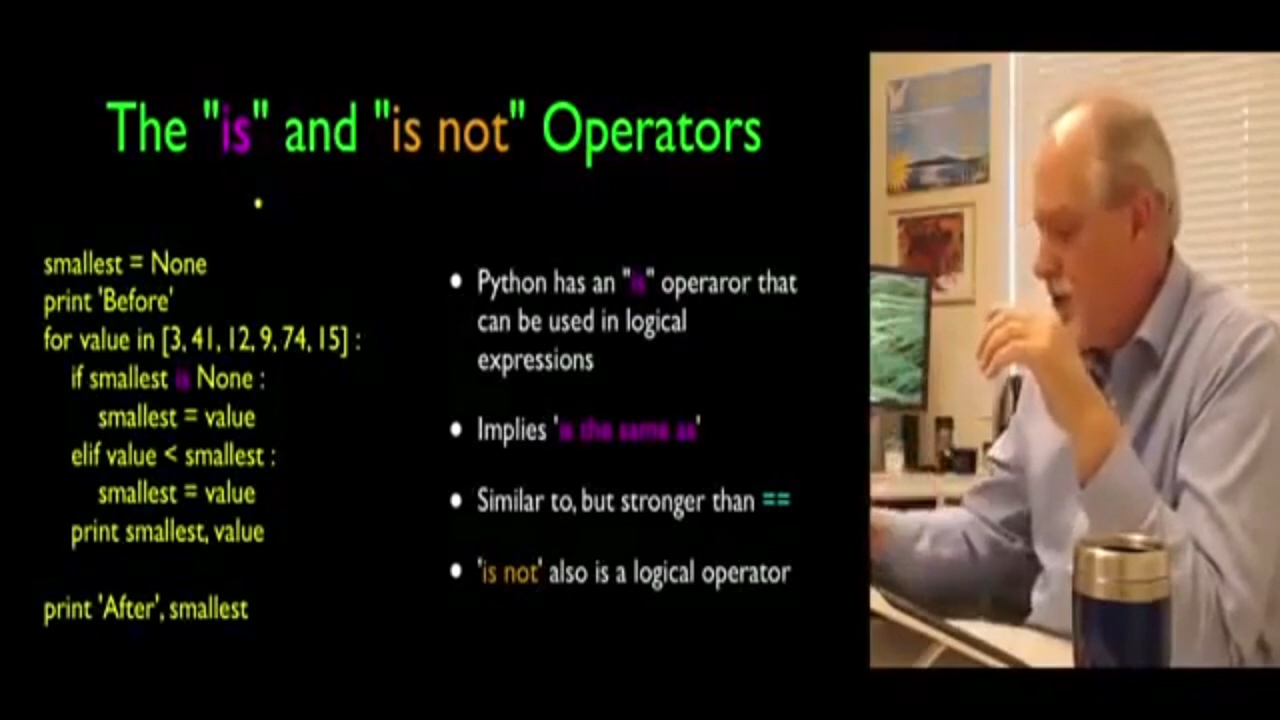 The "is" and "is not" Operators
smallest = None
print 'Before'
for value in [3, 41, 12, 9, 74, 15] :
if smallest is None :
smallest = value
elif value < smallest :
smallest = value
print smallest, value
print 'After', smallest
Python has an "is" operaror that
can be used in logical
expressions
Implies 'is the same as'
Similar to, but stronger than ==
'is not' also is a logical operator